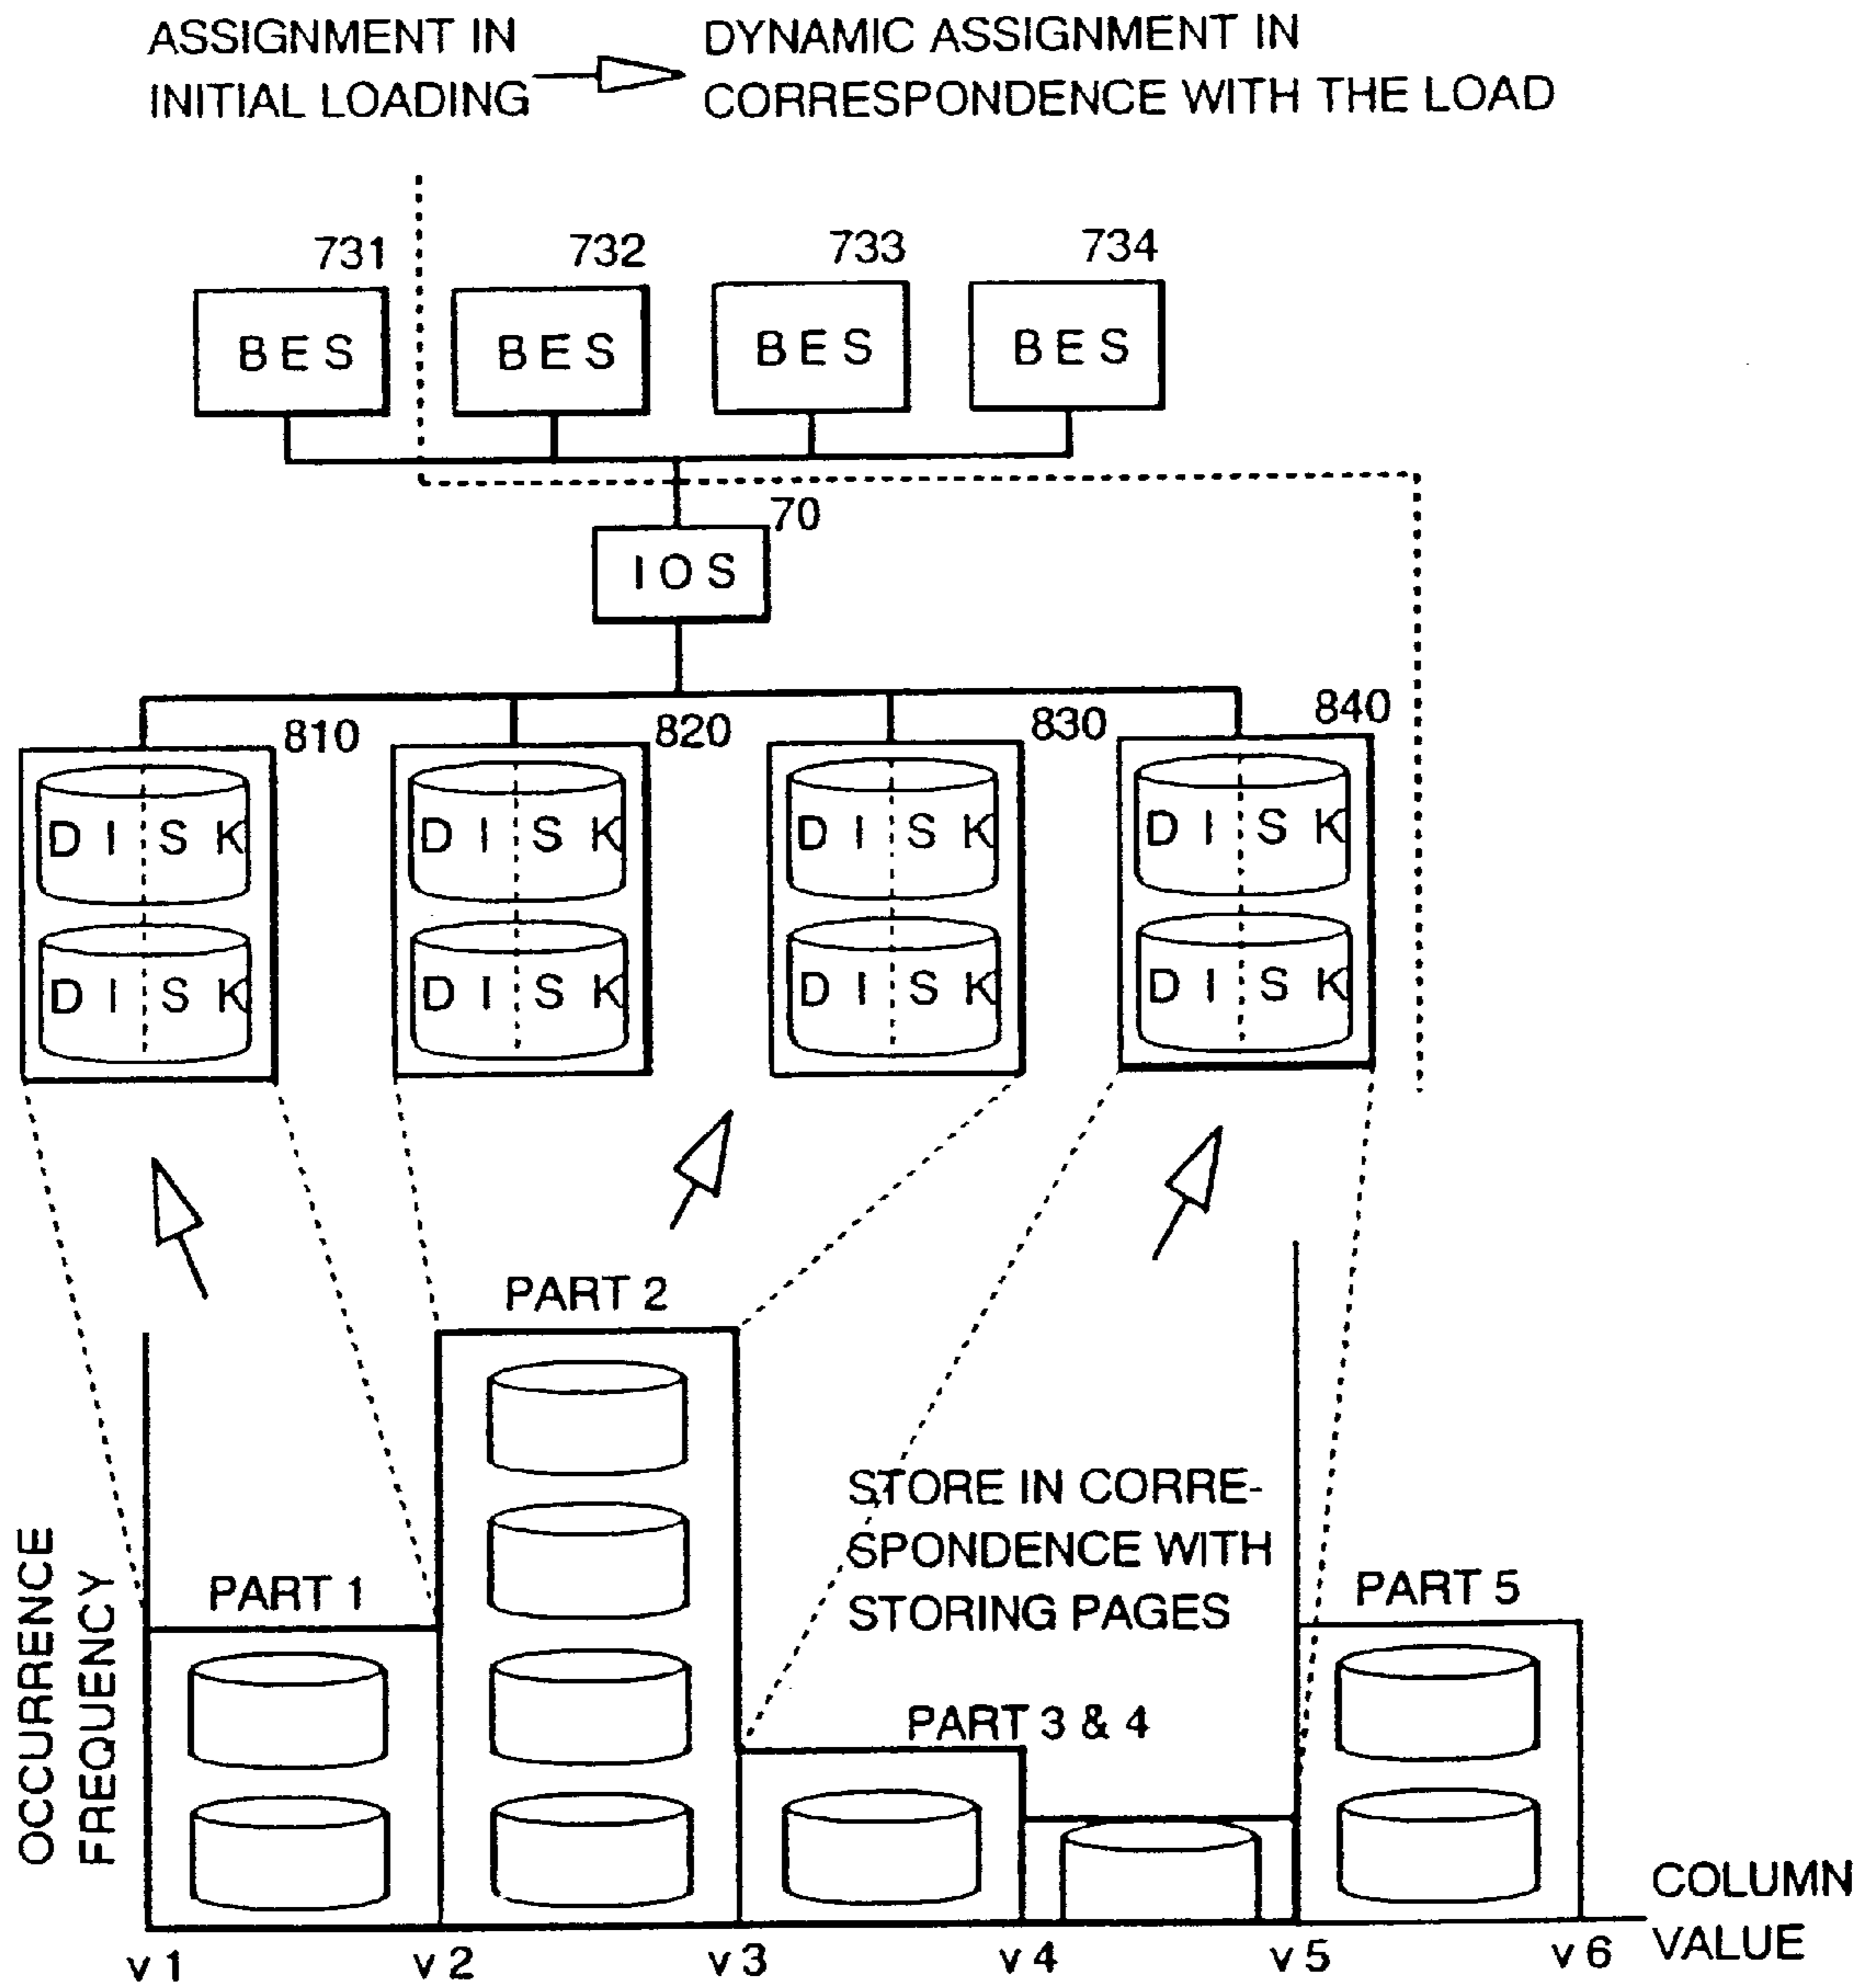 ASSIGNMENT IN
INITIAL LOADING
DYNAMIC ASSIGNMENT IN
CORRESPONDENCE WITH THE LOAD
731
732
733
734
BES
BES
BES
BES
70
IOS
810
820
830
840
DISK
DISK
DISK
DISK
DISK
DISK
DISK
DISK
PART 2
STORE IN CORRE-
SPONDENCE WITH
STORING PAGES
PART 1
PART 5
PART 3 & 4
OCCURRENCE
FREQUENCY
COLUMN
VALUE
v1
v2
v3
v4
v5
v6